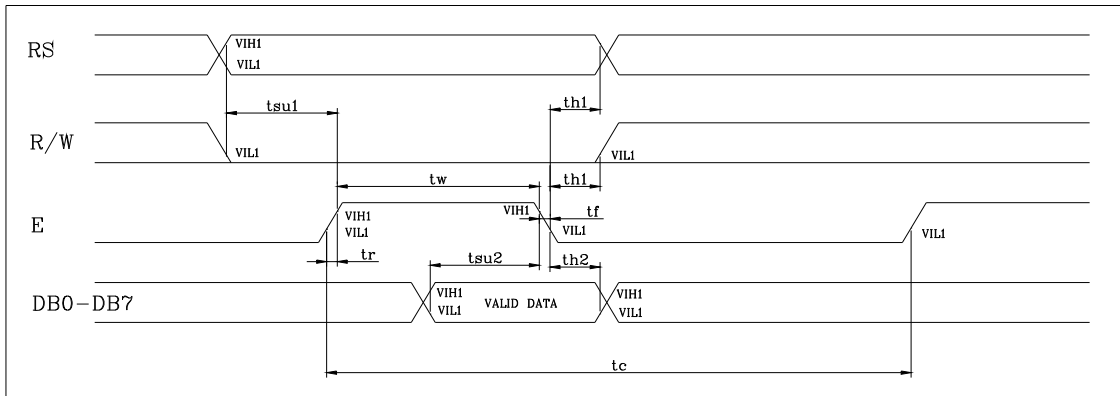 RS
VIH1
VIL1
tsu1
th1
R/W
VIL1
VIL1
tw
th1
E
VIH1
VIL1
VIH1
tf
VIL1
VIL1
tr
tsu2
th2
DB0-DB7
VIH1
VIL1
VALID DATA
VIH1
VIL1
tc